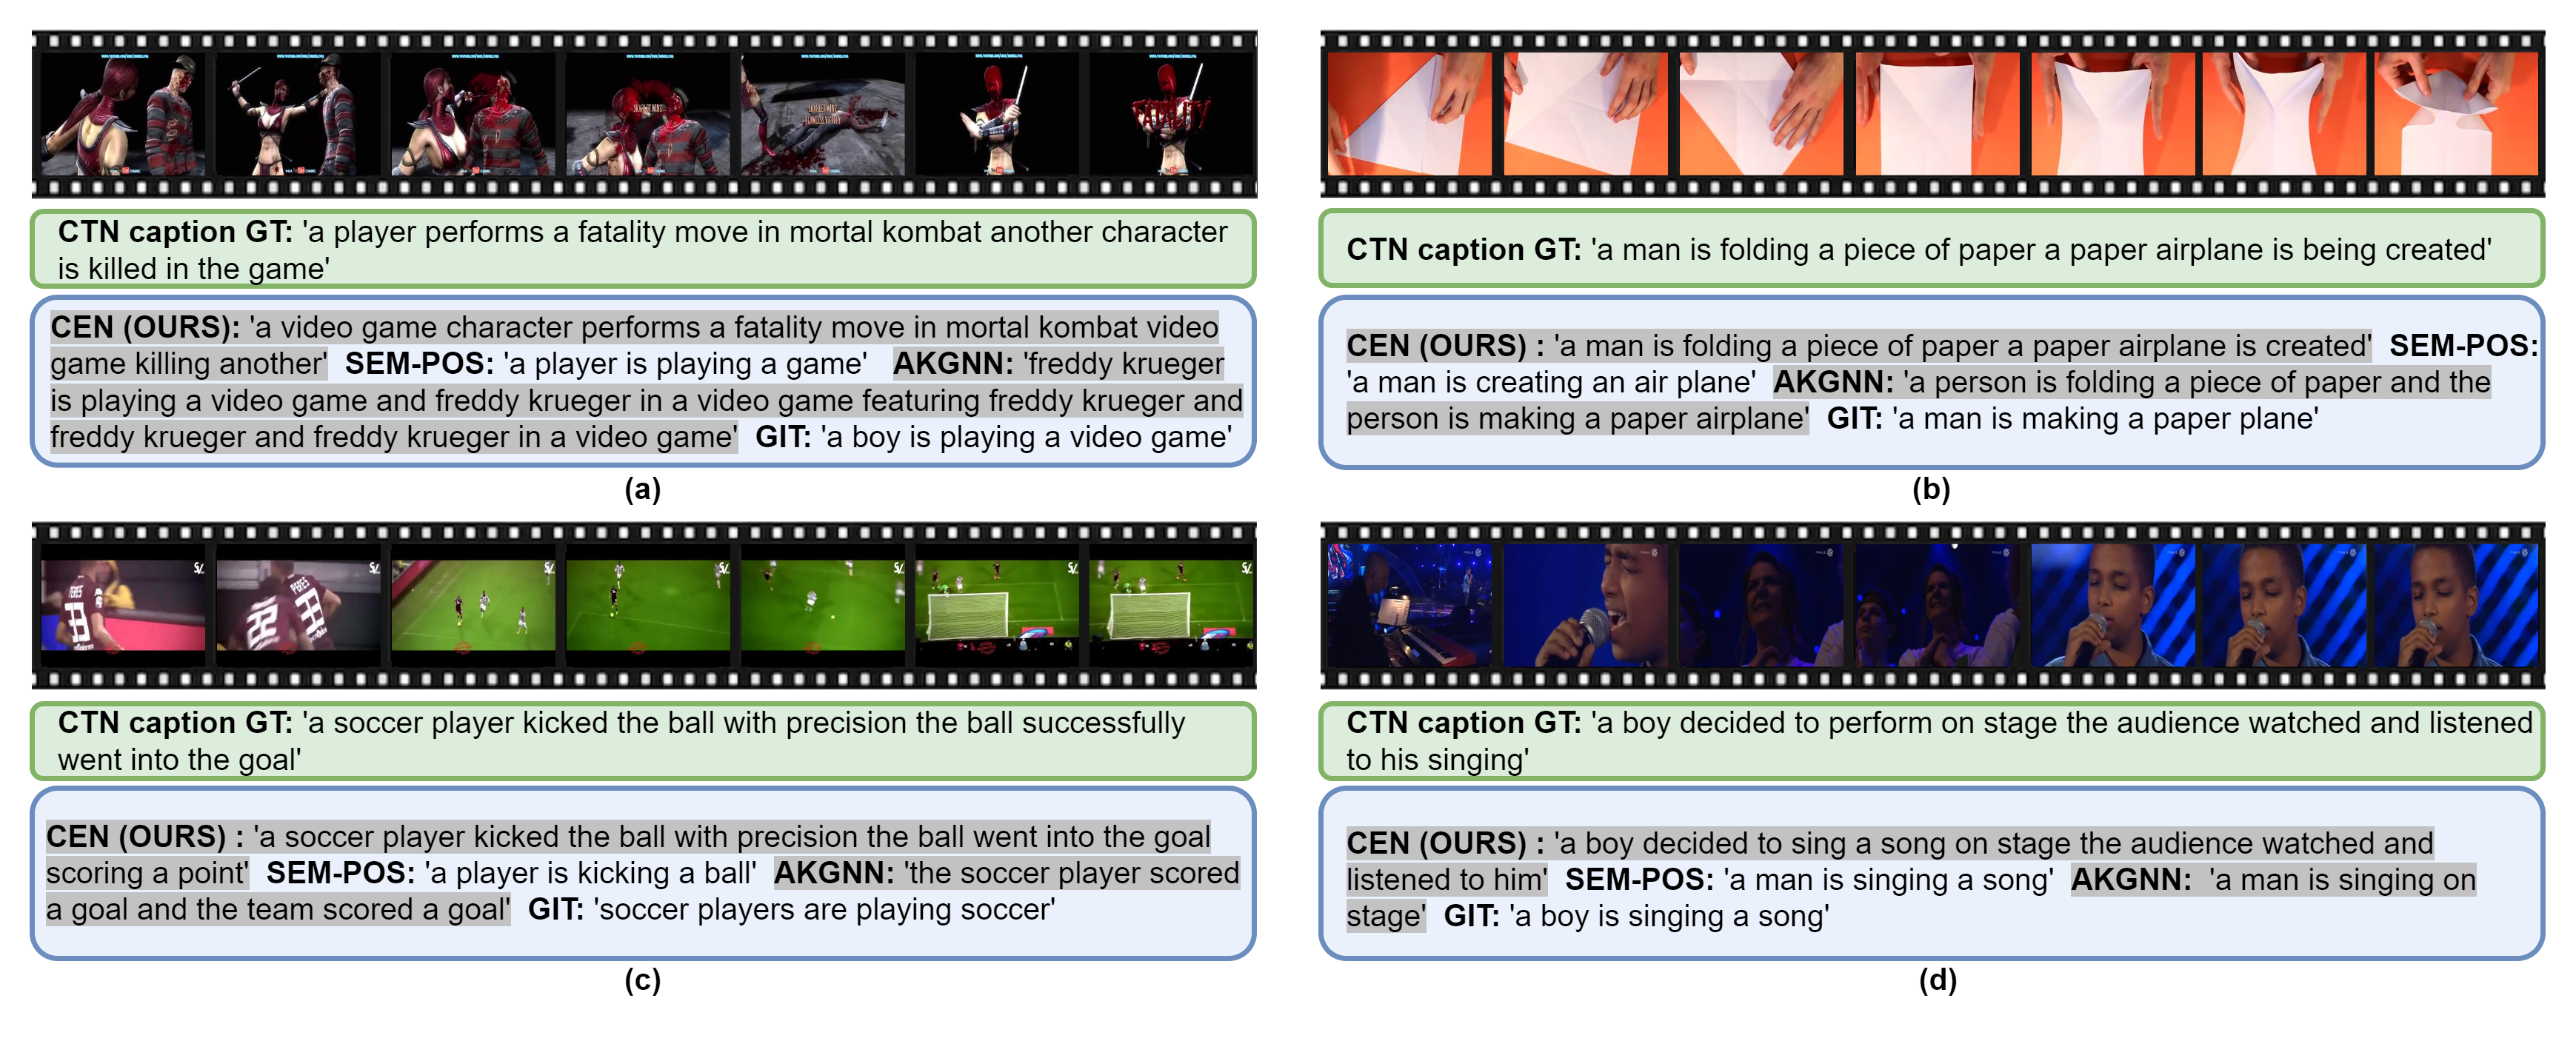 CTN caption GT: 'a player performs a fatality move in mortal kombat another character
is killed in the game'
CEN (OURS): 'a video game character performs a fatality move in mortal kombat video
game killing another' SEM-POS: 'a player is playing a game' AKGNN: 'freddy krueger
is playing a video game and freddy krueger in a video game featuring freddy krueger and
freddy krueger and freddy krueger in a video game' GIT: 'a boy is playing a video game'
(a)
CTN caption GT: 'a man is folding a piece of paper a paper airplane is being created'
CEN (OURS) : 'a man is folding a piece of paper a paper airplane is created' SEM-POS:
'a man is creating an air plane' AKGNN: 'a person is folding a piece of paper and the
person is making a paper airplane' GIT: 'a man is making a paper plane'
(b)
PERES
33
22
PERES
33
CTN caption GT: 'a soccer player kicked the ball with precision the ball successfully
went into the goal'
CEN (OURS) : 'a soccer player kicked the ball with precision the ball went into the goal
scoring a point' SEM-POS: 'a player is kicking a ball' AKGNN: 'the soccer player scored
a goal and the team scored a goal' GIT: 'soccer players are playing soccer'
(c)
CTN caption GT: 'a boy decided to perform on stage the audience watched and listened
to his singing'
CEN (OURS) : 'a boy decided to sing a song on stage the audience watched and
listened to him' SEM-POS: 'a man is singing a song' AKGNN: 'a man is singing on
stage' GIT: 'a boy is singing a song'
(d)
FATALITY